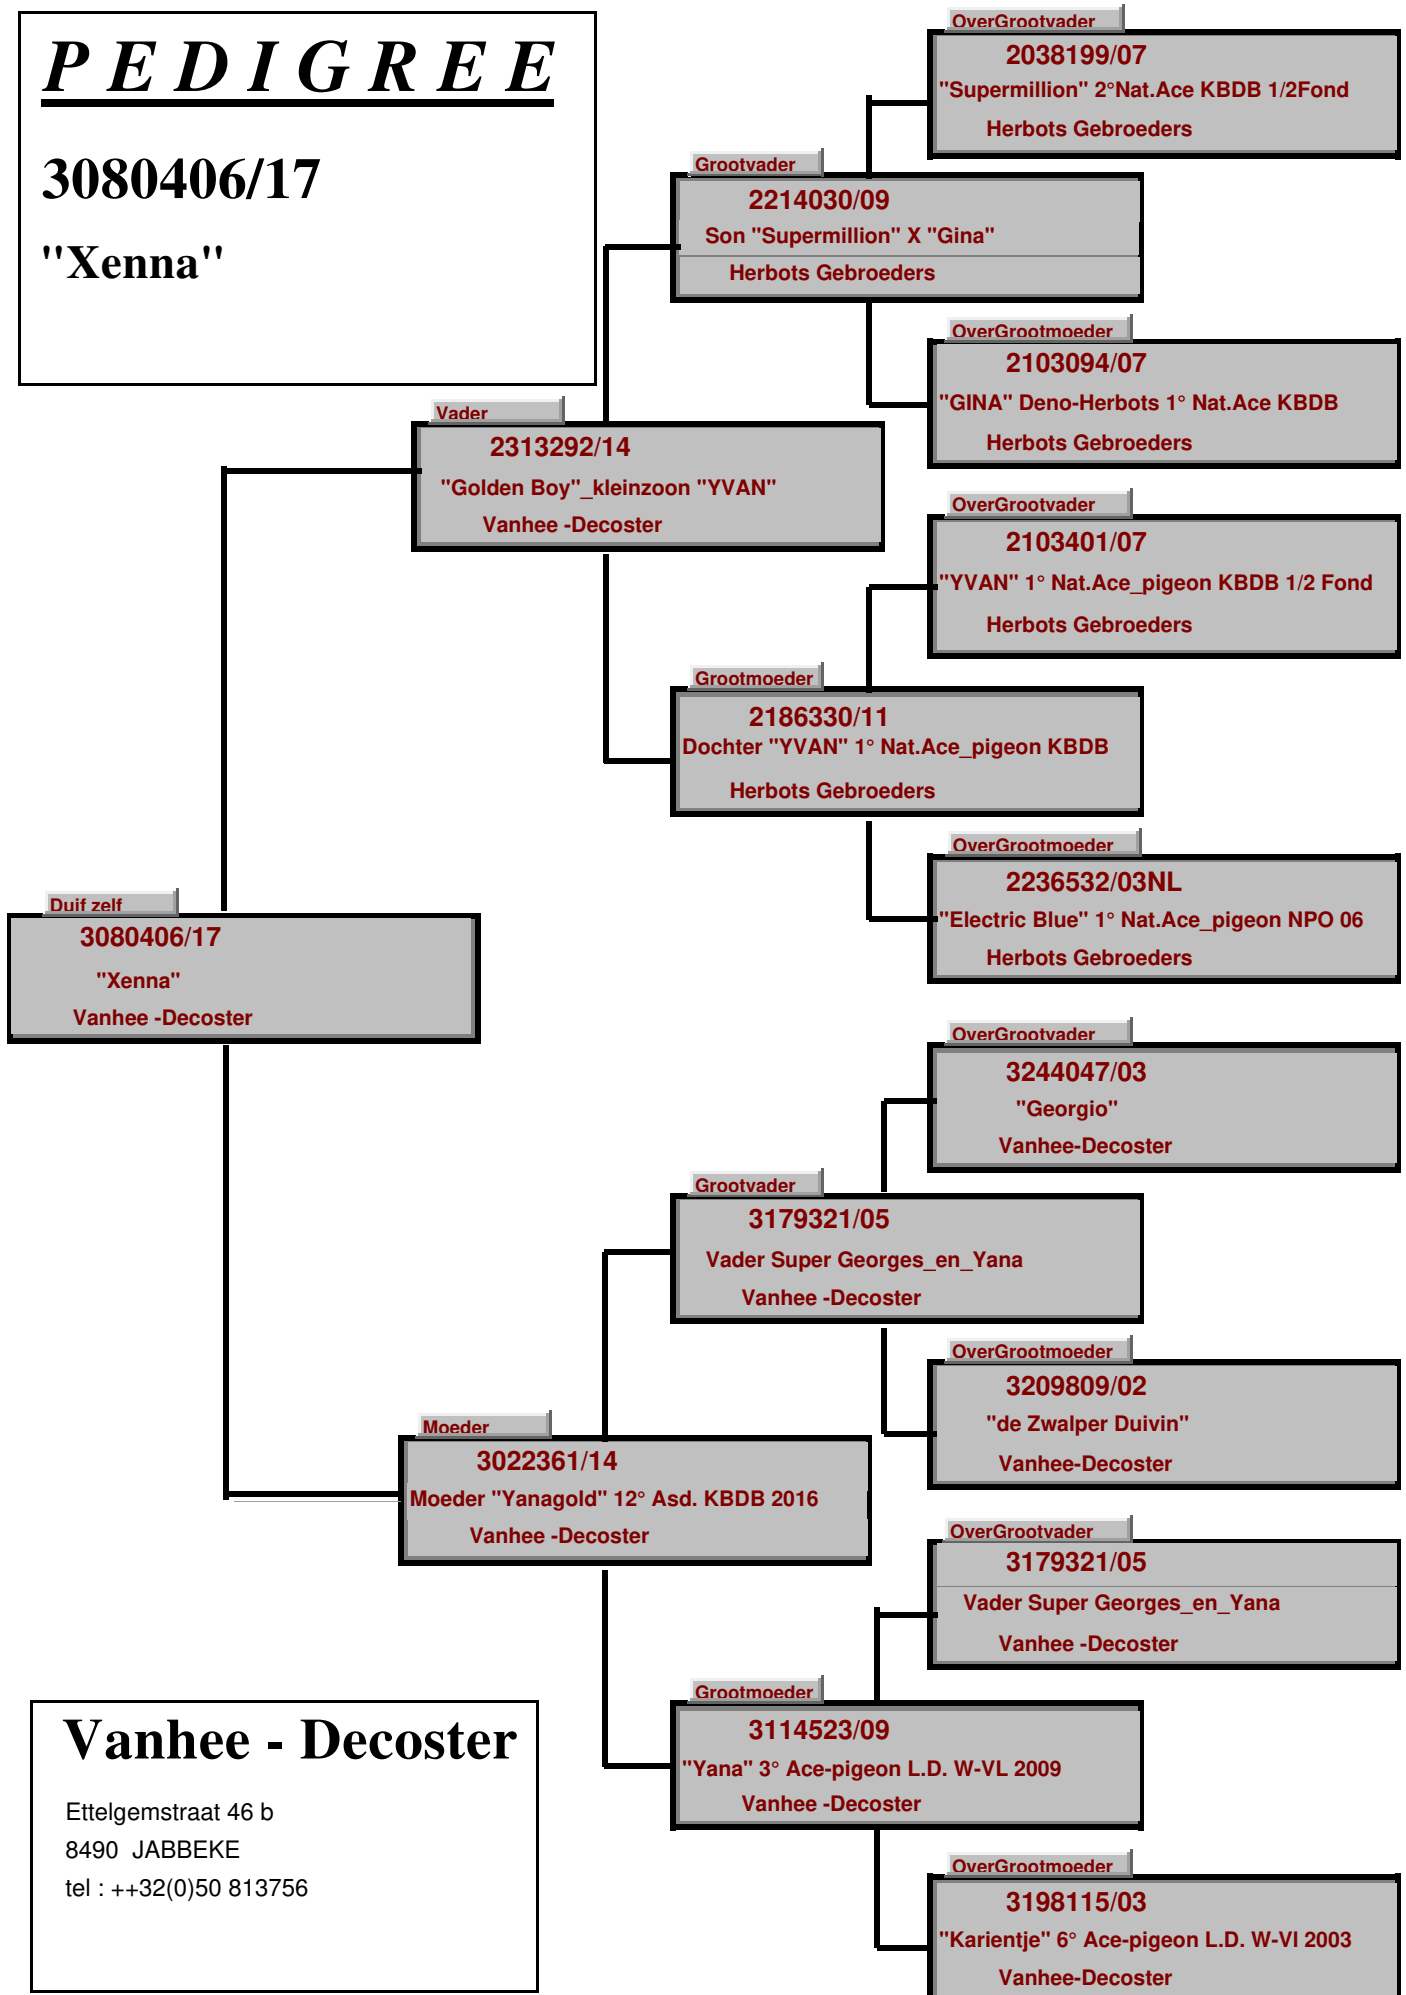 PEDIGREE
3080406/17
"Xenna"
OverGrootvader
2038199/07
"Supermillion" 2°Nat.Ace KBDB 1/2Fond
Herbots Gebroeders
Grootvader
2214030/09
Son "Supermillion" X "Gina"
Herbots Gebroeders
OverGrootmoeder
2103094/07
"GINA" Deno-Herbots 1° Nat.Ace KBDB
Herbots Gebroeders
Vader
2313292/14
"Golden Boy"_kleinzoon "YVAN"
Vanhee -Decoster
OverGrootvader
2103401/07
"YVAN" 1° Nat.Ace_pigeon KBDB 1/2 Fond
Herbots Gebroeders
Grootmoeder
2186330/11
Dochter "YVAN" 1° Nat.Ace_pigeon KBDB
Herbots Gebroeders
OverGrootmoeder
2236532/03NL
"Electric Blue" 1° Nat.Ace_pigeon NPO 06
Herbots Gebroeders
Duif zelf
3080406/17
"Xenna"
Vanhee -Decoster
OverGrootvader
3244047/03
"Georgio"
Vanhee-Decoster
Grootvader
3179321/05
Vader Super Georges_en_Yana
Vanhee -Decoster
OverGrootmoeder
3209809/02
"de Zwalper Duivin"
Vanhee-Decoster
Moeder
3022361/14
Moeder "Yanagold" 12° Asd. KBDB 2016
Vanhee -Decoster
OverGrootvader
3179321/05
Vader Super Georges_en_Yana
Vanhee -Decoster
Grootmoeder
3114523/09
"Yana" 3° Ace-pigeon L.D. W-VL 2009
Vanhee -Decoster
OverGrootmoeder
3198115/03
"Karientje" 6° Ace-pigeon L.D. W-Vl 2003
Vanhee-Decoster
Vanhee - Decoster
Ettelgemstraat 46 b
8490 JABBEKE
tel : ++32(0)50 813756